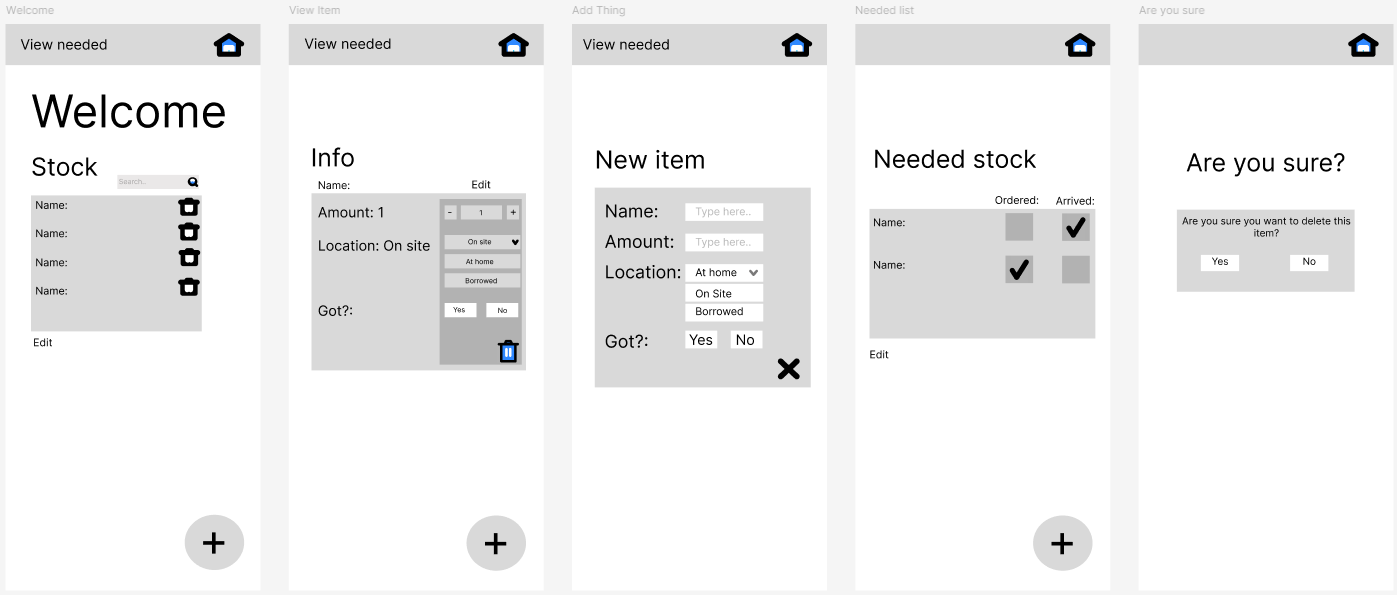 Welcome
View needed
Welcome
Stock
Search..
Name:
Name:
Name:
Name:
Edit
+
View Item
View needed
Info
Name:
Edit
Amount: 1
- 1 +
Location: On site
On site
At home
Borrowed
Got?:
Yes No
+
Add Thing
View needed
New item
Name: Type here..
Amount: Type here..
Location: At home
On Site
Borrowed
Got?: Yes No
Needed list
Needed stock
Ordered: Arrived:
Name:
Name:
Edit
+
Are you sure
Are you sure?
Are you sure you want to delete this
item?
Yes No